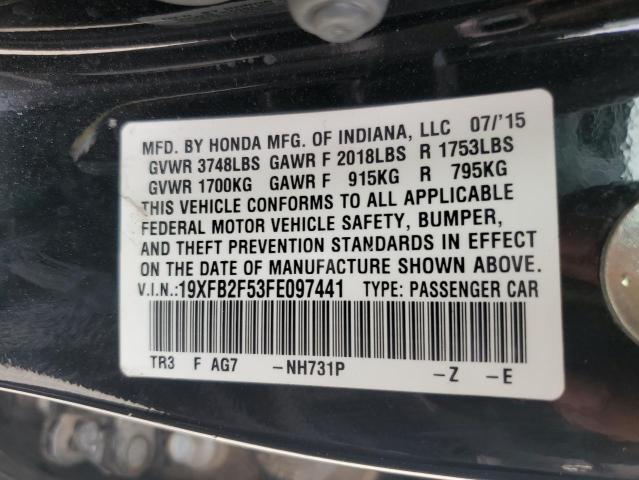 MFD. BY HONDA MFG. OF INDIANA, LLC 07/'15
GVWR 3748LBS GAWR F 2018LBS R 1753LBS
GVWR 1700KG GAWR F 915KG R 795KG
THIS VEHICLE CONFORMS TO ALL APPLICABLE
FEDERAL MOTOR VEHICLE SAFETY, BUMPER,
AND THEFT PREVENTION STANDARDS IN EFFECT
ON THE DATE OF MANUFACTURE SHOWN ABOVE.
V.I.N.:19XFB2F53FE097441 TYPE: PASSENGER CAR
TR3 F AG7 -NH731P -Z -E